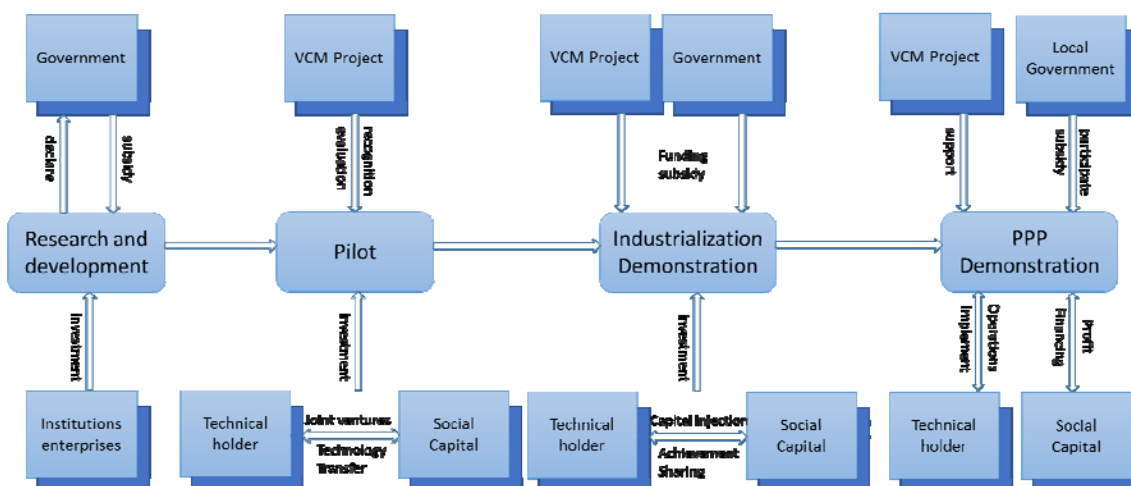 Government
VCM Project
VCM Project
Government
VCM Project
Local
Government
declare
subsidy
recognition
evaluation
Funding
subsidy
support
participate
subsidy
Research and
development
Pilot
Industrialization
Demonstration
PPP
Demonstration
Investment
Investment
Investment
Operations
Implement
Profit
Financing
Institutions
enterprises
Technical
holder
Joint ventures
Technology
Transfer
Social
Capital
Technical
holder
Capital injection
Achievement
Sharing
Social
Capital
Technical
holder
Social
Capital